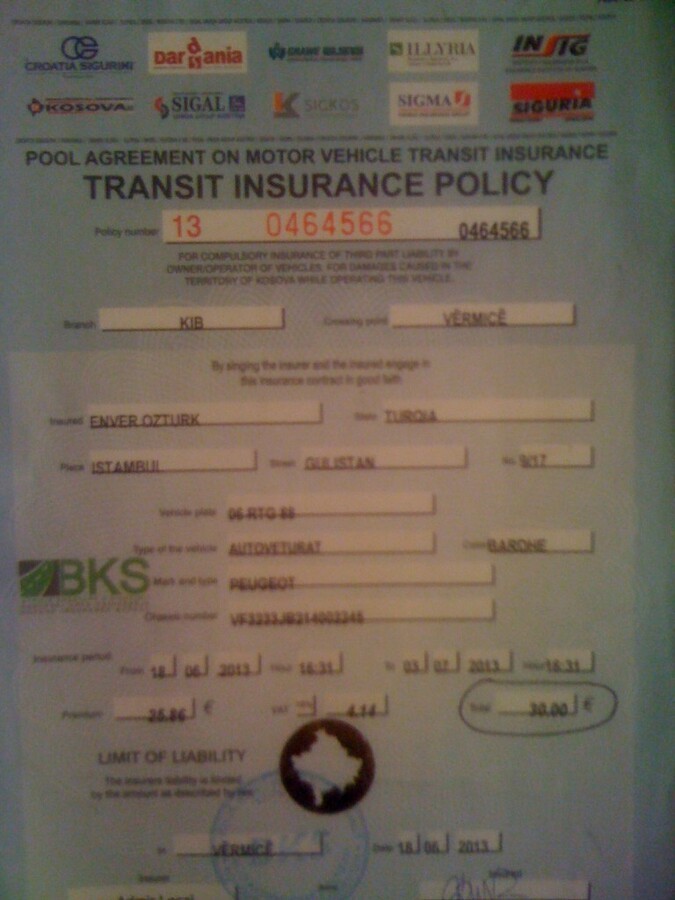 CROATIA SIGURIMI Dardania GRAWE ILLYRIA INSIG
KOSOVA SIGAL SIGKOS SIGMA SIGURIA
POOL AGREEMENT ON MOTOR VEHICLE TRANSIT INSURANCE
TRANSIT INSURANCE POLICY
Policy number 13 0464566 0464566
FOR COMPULSORY INSURANCE OF THIRD PART LIABILITY BY
OWNER/OPERATOR OF VEHICLES, FOR DAMAGES CAUSED IN THE
TERRITORY OF KOSOVA WHILE OPERATING THIS VEHICLE.
Branch KIB Crossing point VËRMICË
By singing the insurer and the insured engage in
this insurance contract in good faith
Insured ENVER OZTURK State TURQIA
Place ISTAMBUL Street GULISTAN No. 9/17
Vehicle plate 06 RTG 88
Type of the vehicle AUTOVETURAT Color BARDHE
BKS Mark and type PEUGEOT
Chassis number
Insurance period: From 18 06 2013 Hour 16:31 To 03 07 2013 Hour 16:31
Premium 25.86 € VAT 4.14 Total 30.00 €
LIMIT OF LIABILITY
The insurers liability is limited
by the amount as described by law
In VËRMICË Date 18 06 2013
Insurer Insured